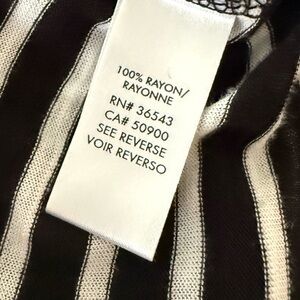 100% RAYON/
RAYONNE
RN# 36543
CA# 50900
SEE REVERSE
VOIR REVERSO